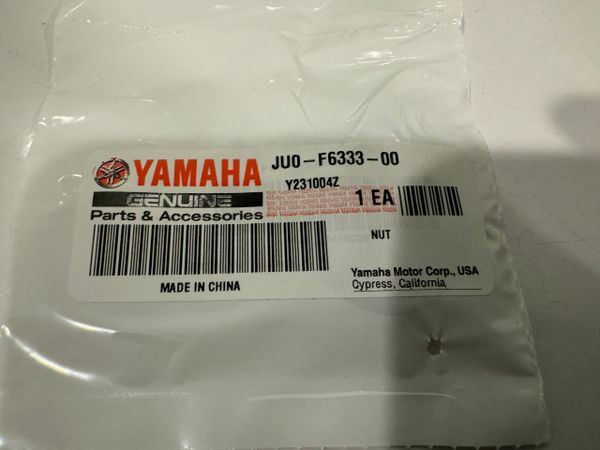 YAMAHA
JU0-F6333-00
GENUINE
Y231004Z
Parts & Accessories
1 EA
NUT
MADE IN CHINA
Yamaha Motor Corp., USA
Cypress, California